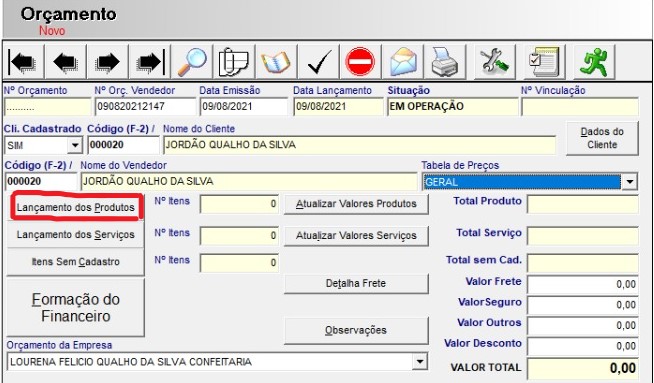 Orçamento
Novo
Nº Orçamento Nº Orç. Vendedor Data Emissão Data Lançamento Situação Nº Vinculação
.......... 090820212147 09/08/2021 09/08/2021 EM OPERAÇÃO
Cli. Cadastrado Código (F-2) / Nome do Cliente
SIM 000020 JORDÃO QUALHO DA SILVA Dados do
Cliente
Código (F-2) / Nome do Vendedor Tabela de Preços
000020 JORDÃO QUALHO DA SILVA GERAL
Lançamento dos Produtos Nº Itens 0 Atualizar Valores Produtos Total Produto
Lançamento dos Serviços Nº Itens 0 Atualizar Valores Serviços Total Serviço
Itens Sem Cadastro Nº Itens 0 Total sem Cad.
Detalha Frete Valor Frete 0,00
Formação do
Financeiro
ValorSeguro 0,00
Observações Valor Outros 0,00
Orçamento da Empresa Valor Desconto 0,00
LOURENA FELICIO QUALHO DA SILVA CONFEITARIA VALOR TOTAL 0,00